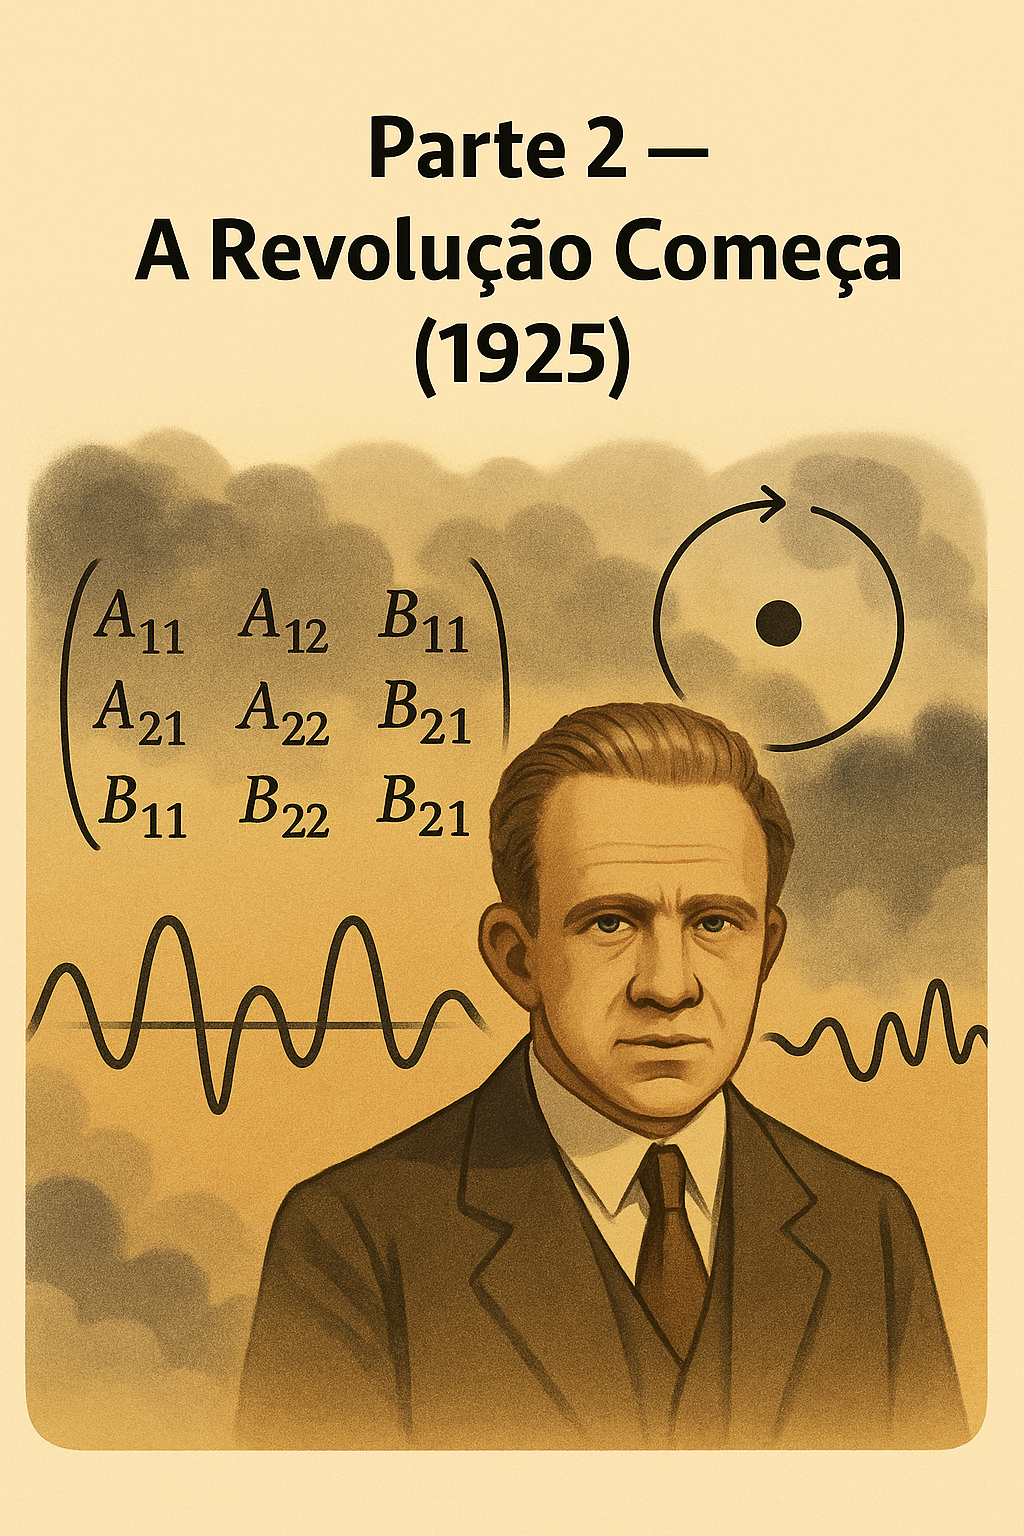 Parte 2 —
A Revolução Começa
(1925)
A11 A12 B11
A21 A22 B21
B11 B22 B21